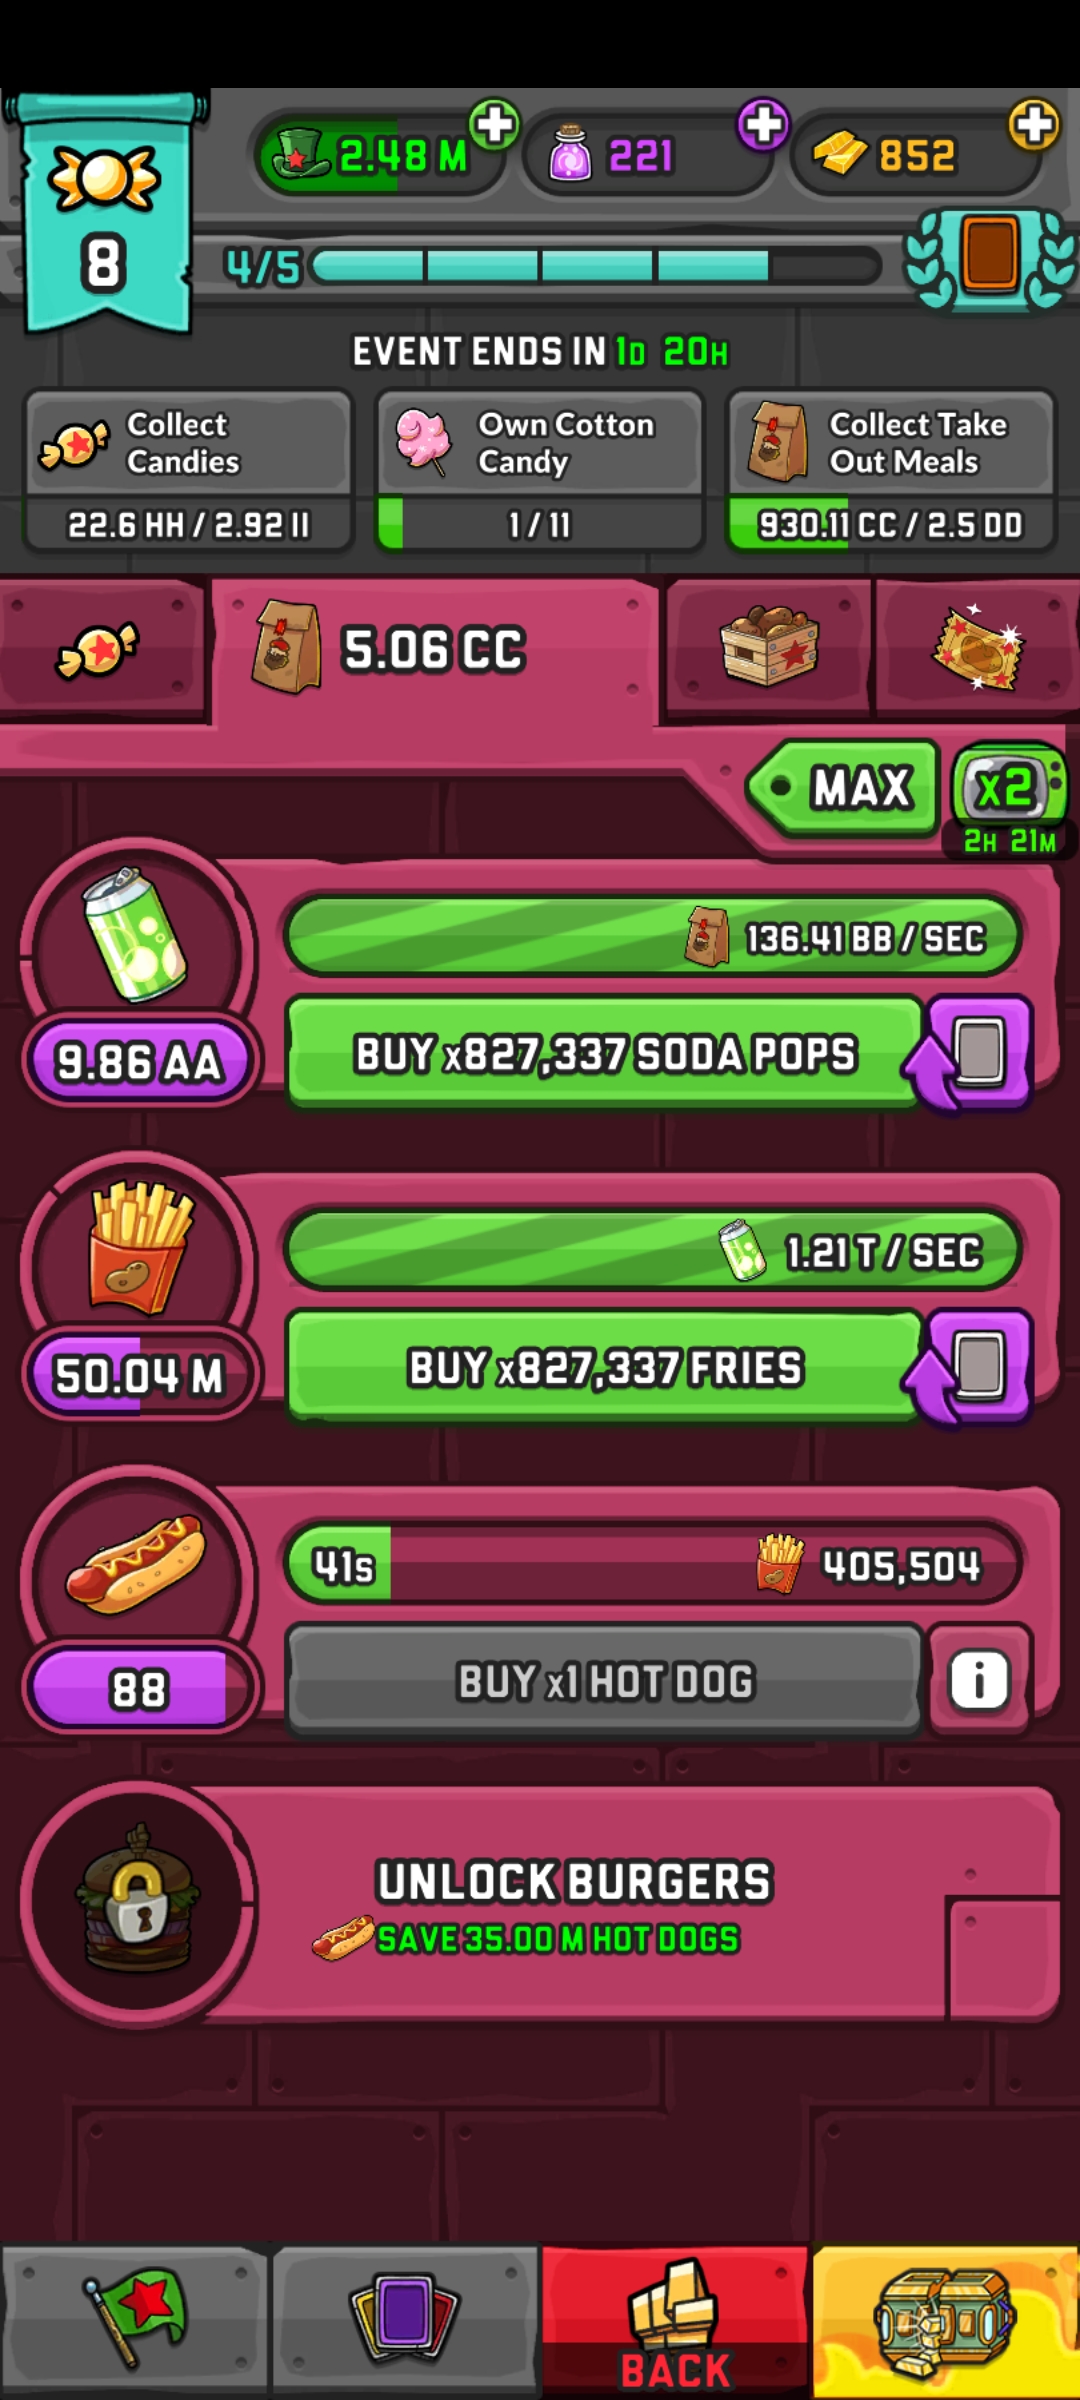 2.48 M
221
852
8
4/5
EVENT ENDS IN 1D 20H
Collect
Candies
22.6 HH / 2.92 II
Own Cotton
Candy
1 / 11
Collect Take
Out Meals
930.11 CC / 2.5 DD
5.06 CC
MAX
x2
2H 21M
136.41 BB / SEC
9.86 AA
BUY x827,337 SODA POPS
1.21 T / SEC
50.04 M
BUY x827,337 FRIES
41s
405,504
88
BUY x1 HOT DOG
i
UNLOCK BURGERS
SAVE 35.00 M HOT DOGS
BACK